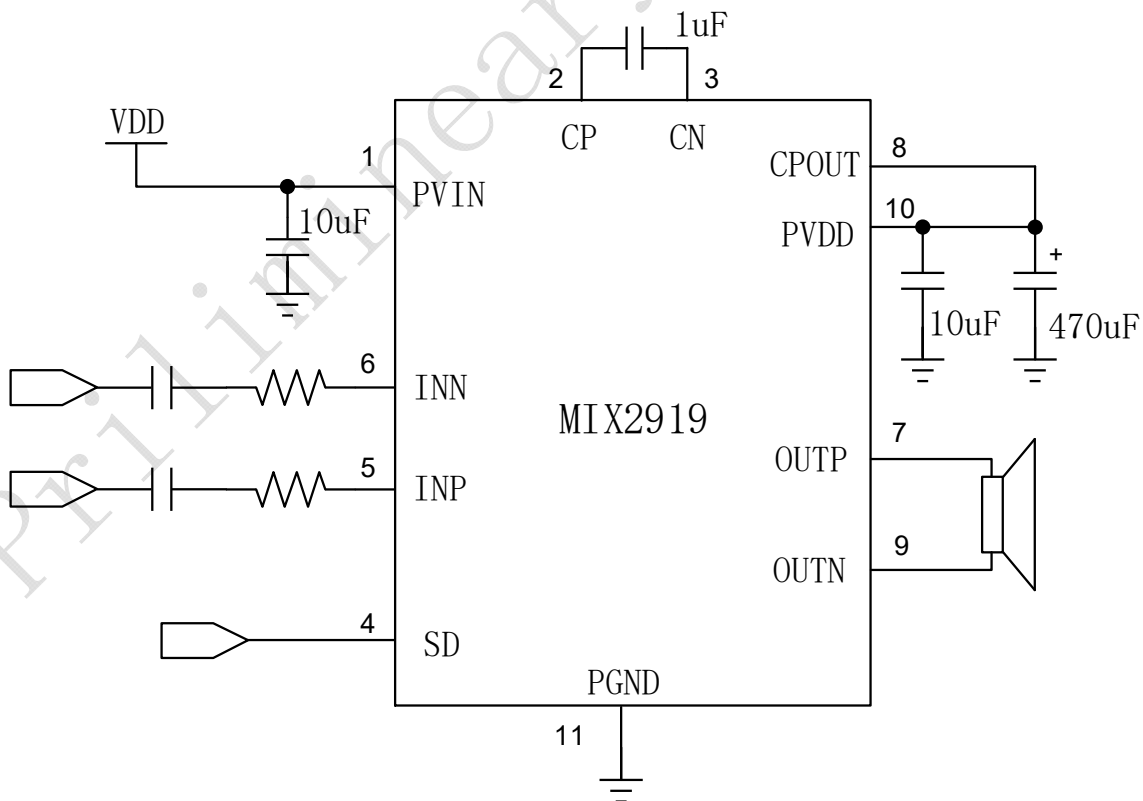 1uF
2
3
VDD
CP
CN
1
8
CPOUT
PVIN
10uF
10
PVDD
+
10uF
470uF
6
INN
MIX2919
7
OUTP
5
INP
9
OUTN
4
SD
PGND
11
Priliminary